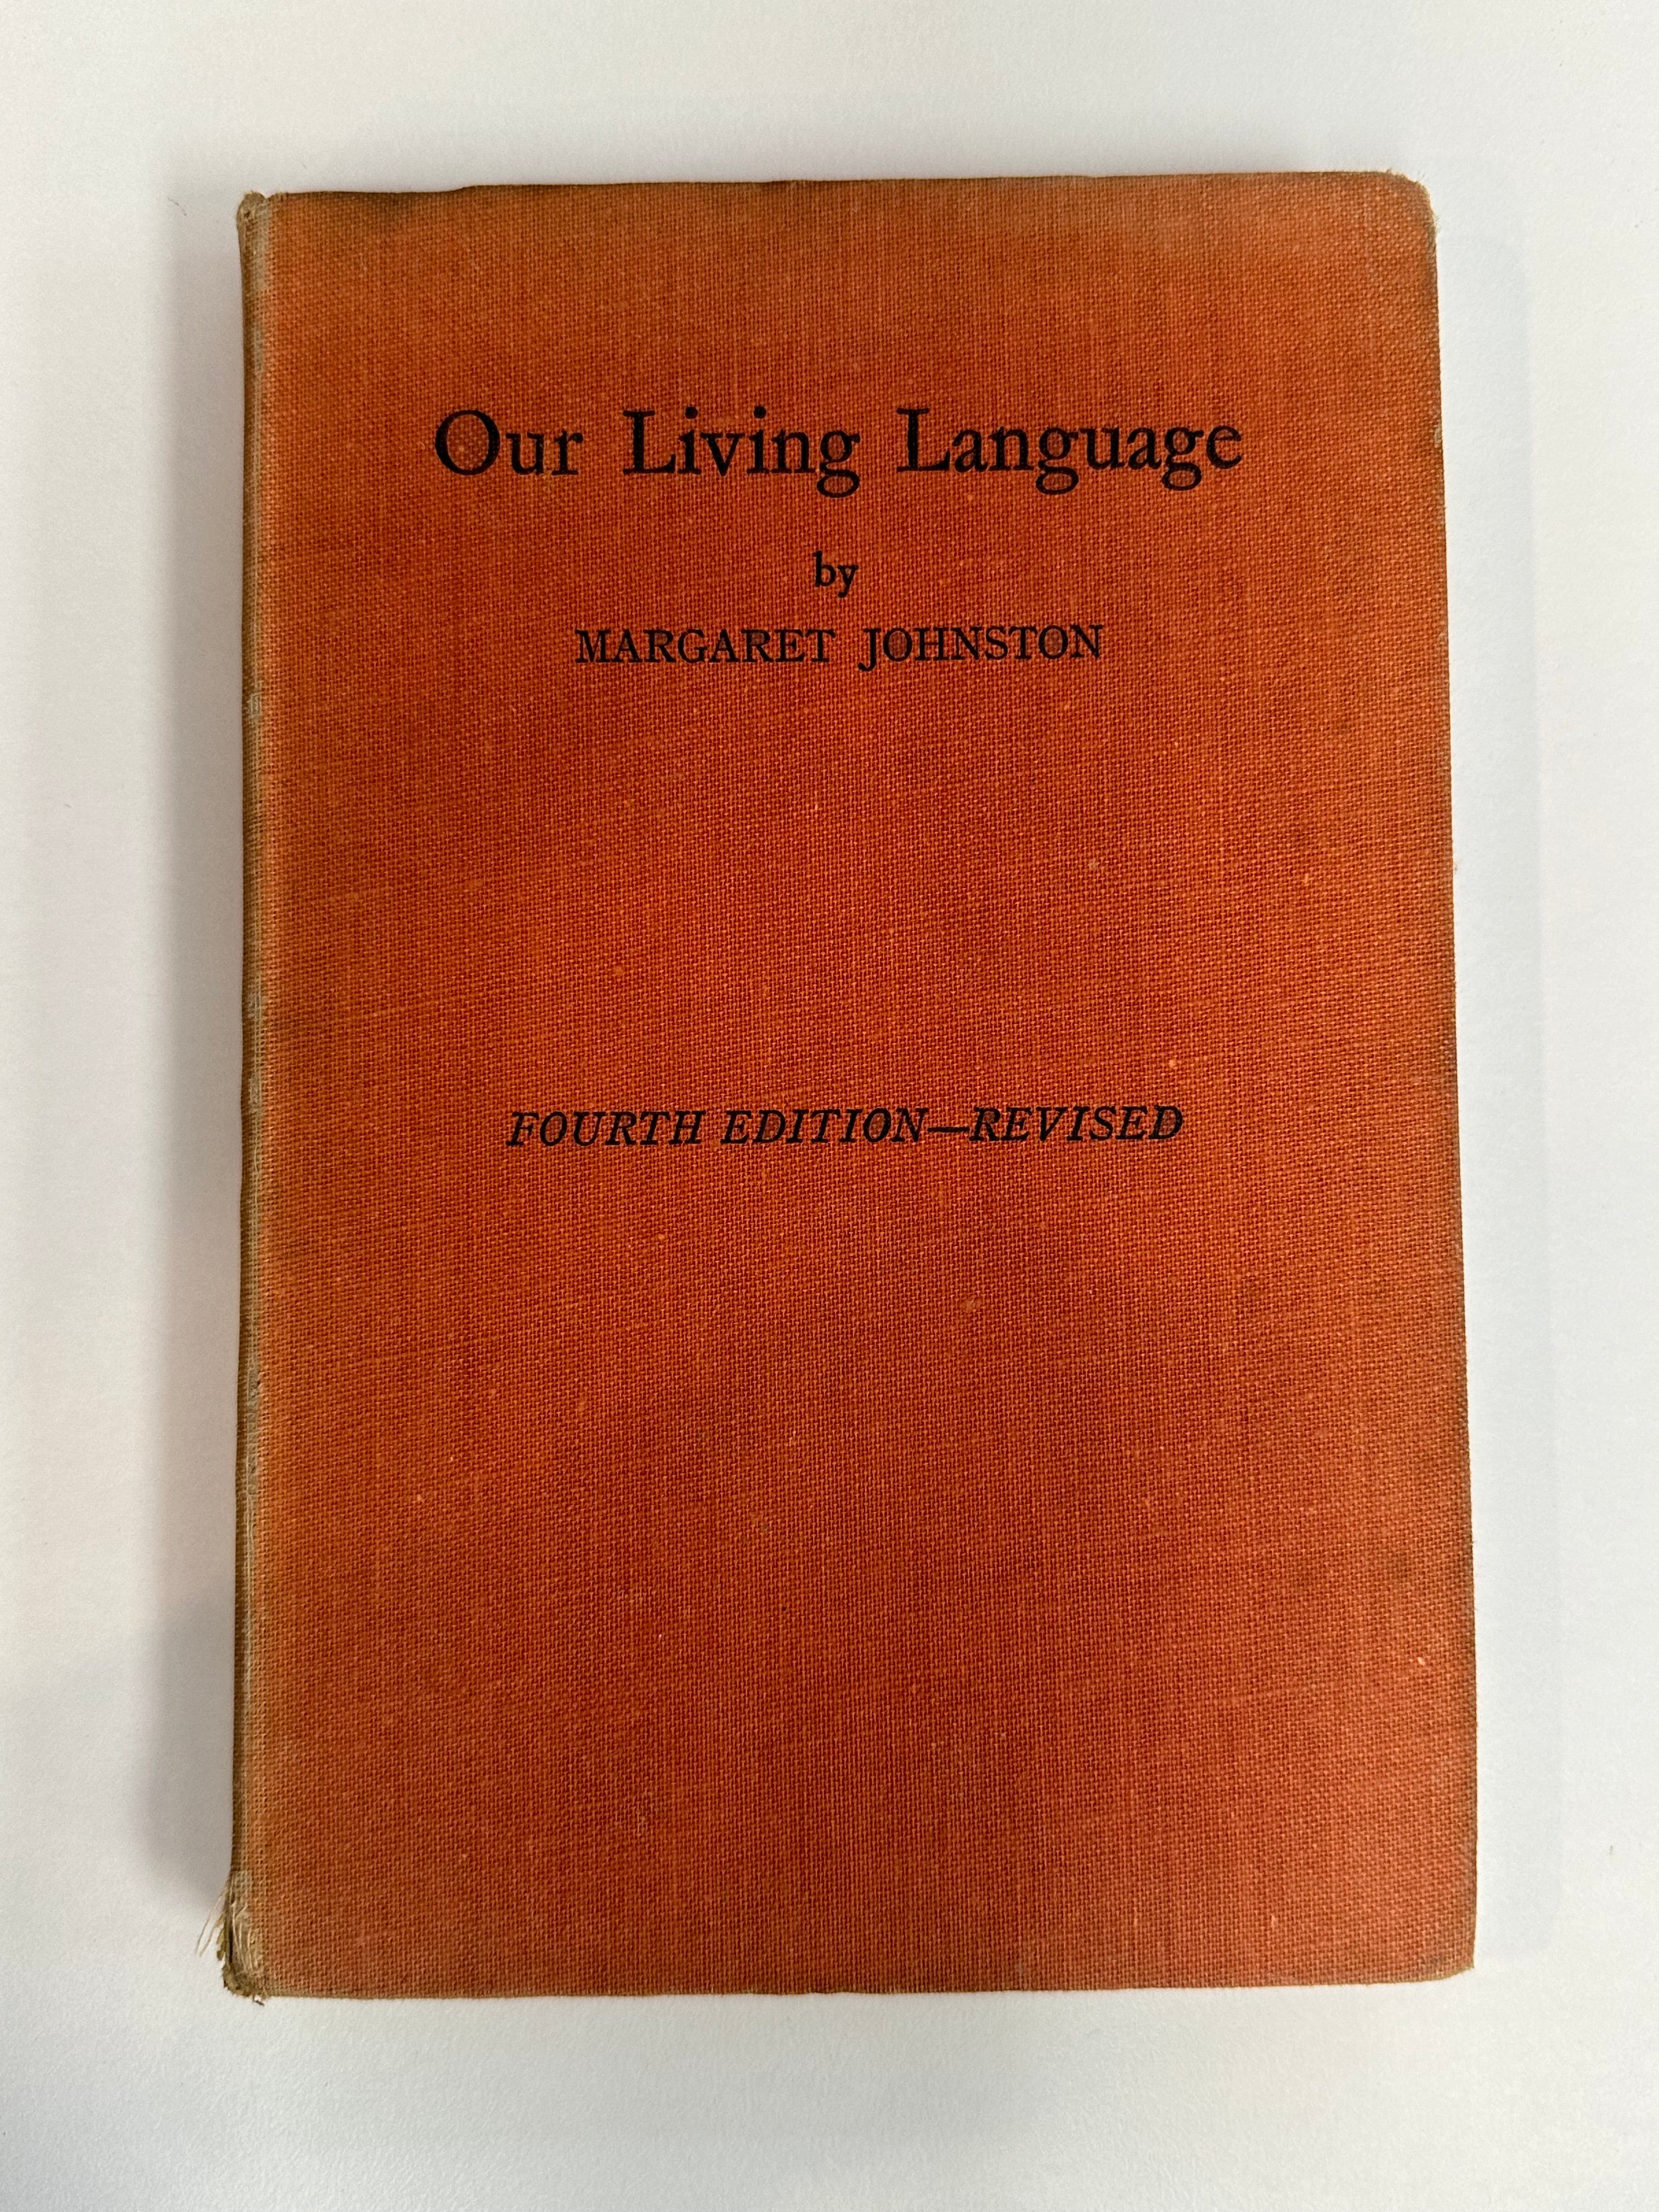 Our Living Language
by
MARGARET JOHNSTON
FOURTH EDITION—REVISED